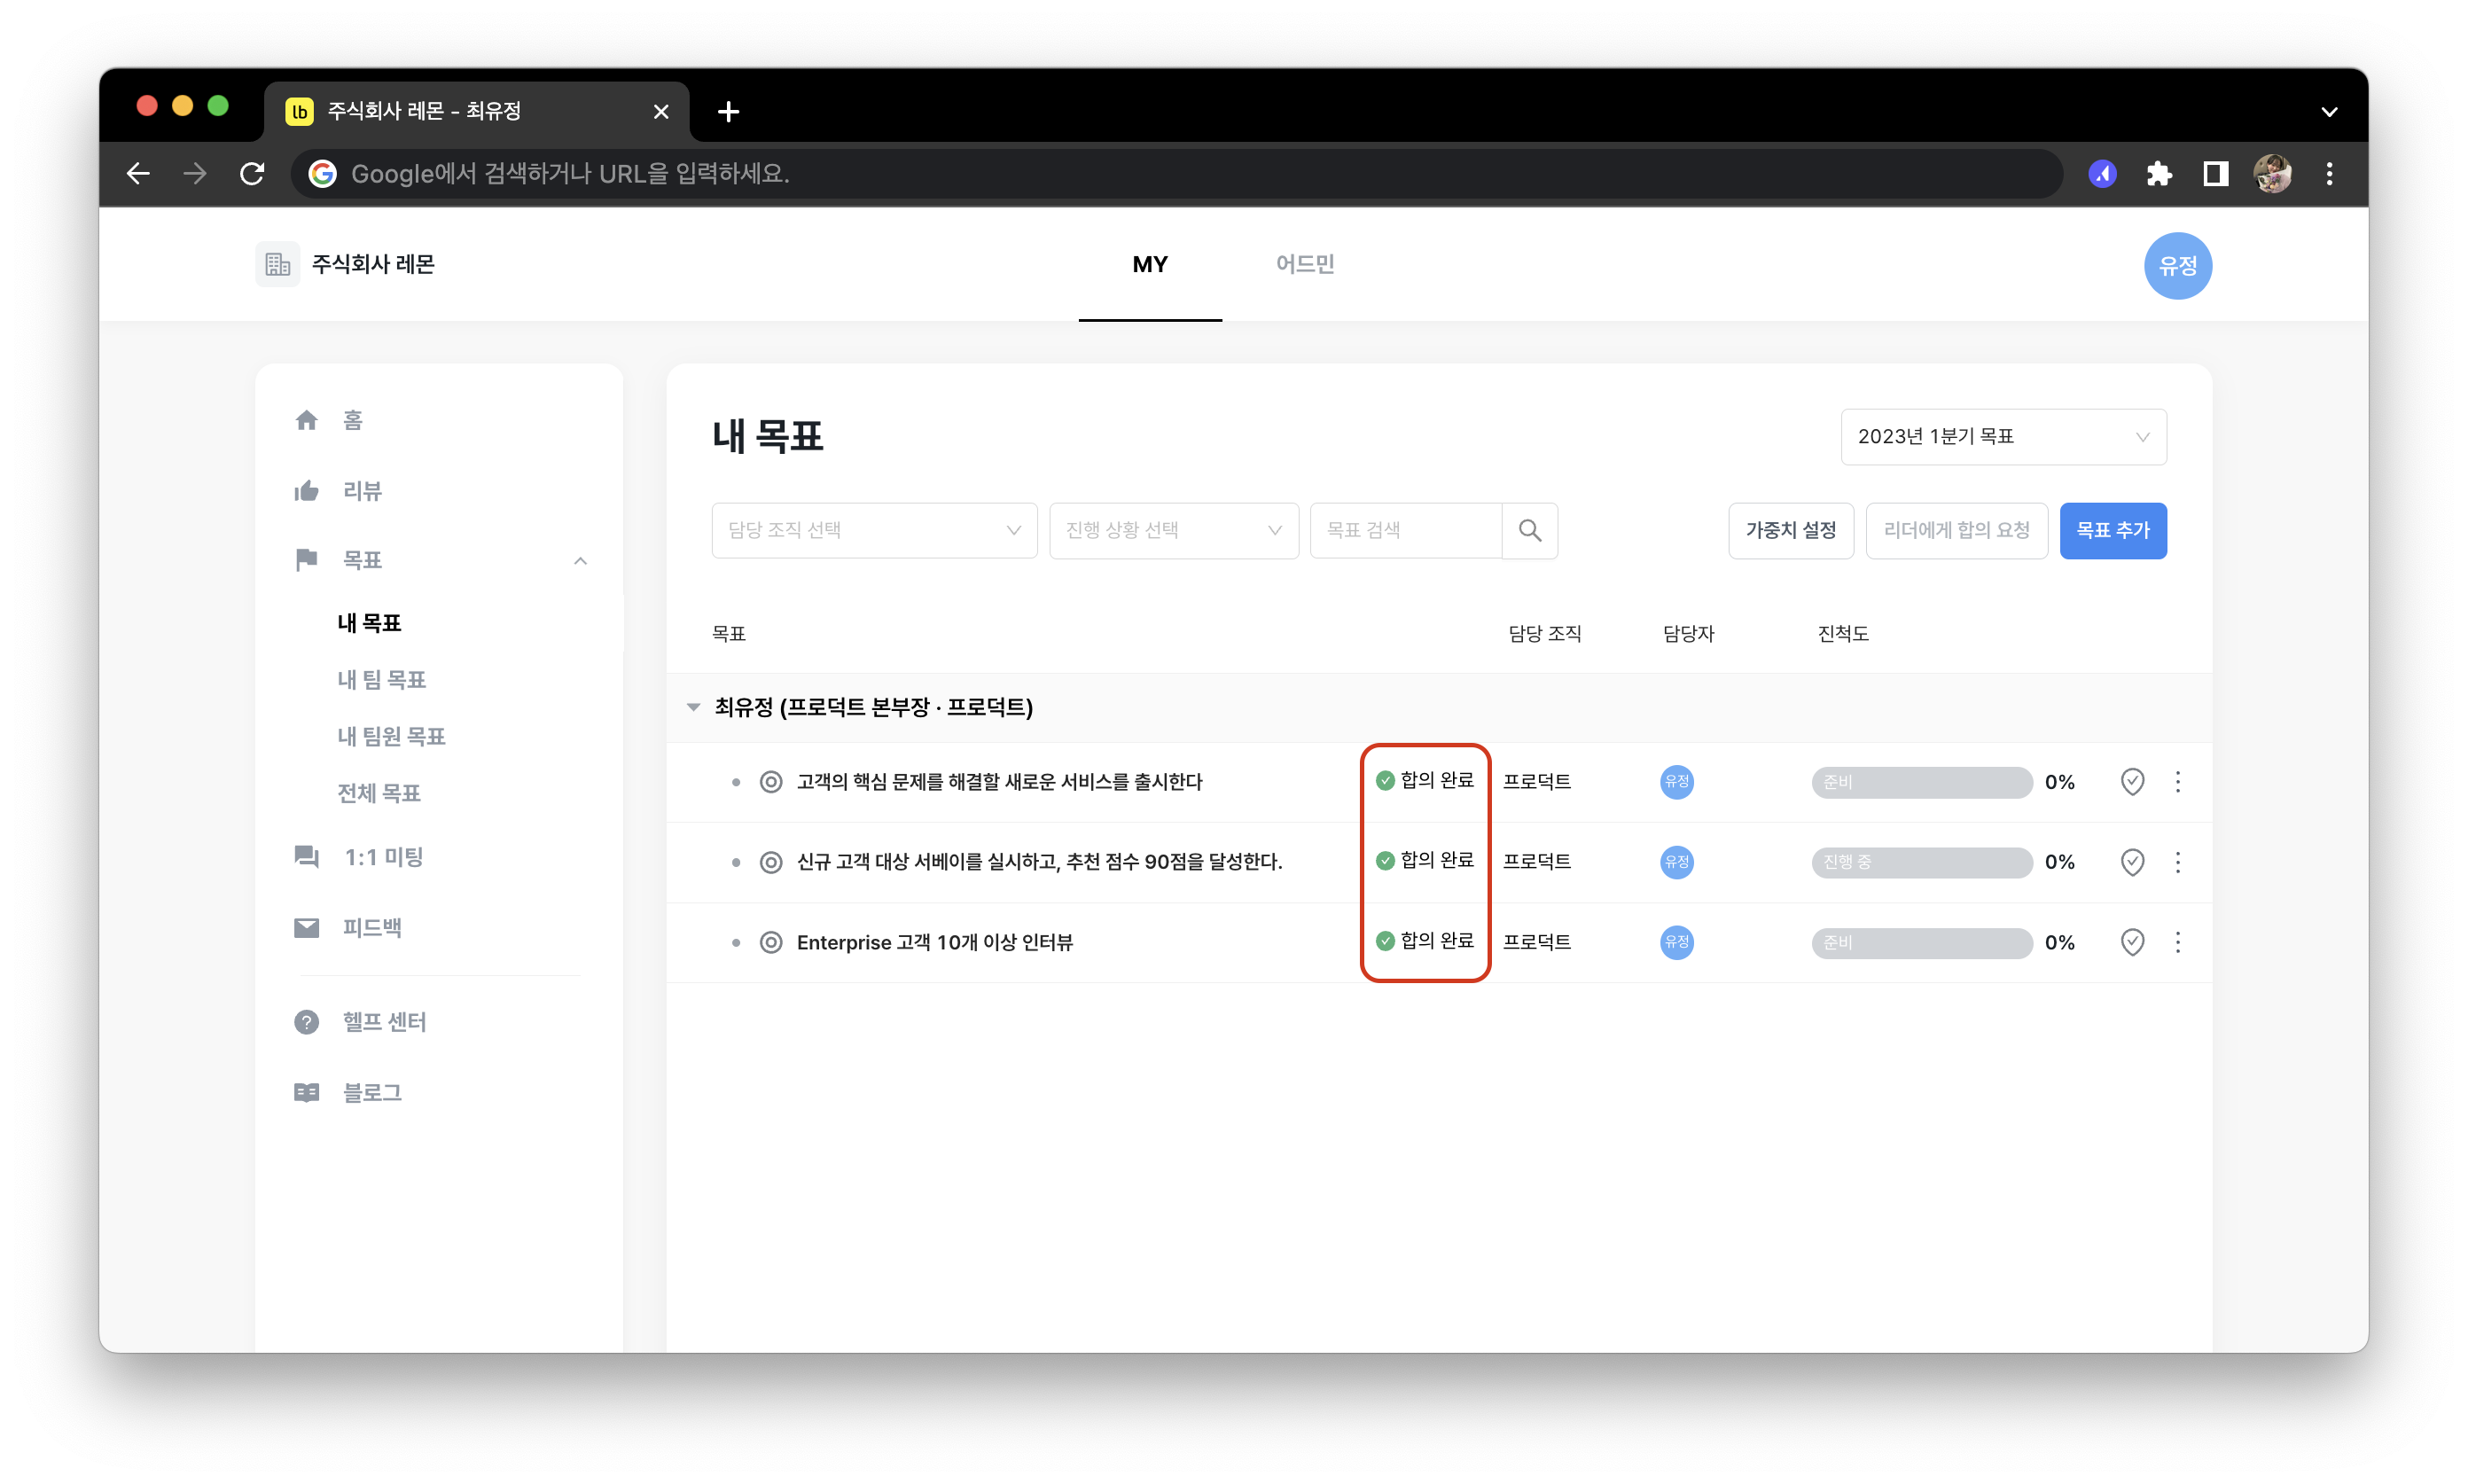 lb 주식회사 레몬 - 최유정
Google에서 검색하거나 URL을 입력하세요.
주식회사 레몬 MY 어드민 유정
홈
리뷰
목표
내 목표
내 팀 목표
내 팀원 목표
전체 목표
1:1 미팅
피드백
헬프 센터
블로그
내 목표 2023년 1분기 목표
담당 조직 선택 진행 상황 선택 목표 검색 가중치 설정 리더에게 합의 요청 목표 추가
목표 담당 조직 담당자 진척도
최유정 (프로덕트 본부장 · 프로덕트)
고객의 핵심 문제를 해결할 새로운 서비스를 출시한다 합의 완료 프로덕트 유정 준비 0%
신규 고객 대상 서베이를 실시하고, 추천 점수 90점을 달성한다. 합의 완료 프로덕트 유정 진행 중 0%
Enterprise 고객 10개 이상 인터뷰 합의 완료 프로덕트 유정 준비 0%